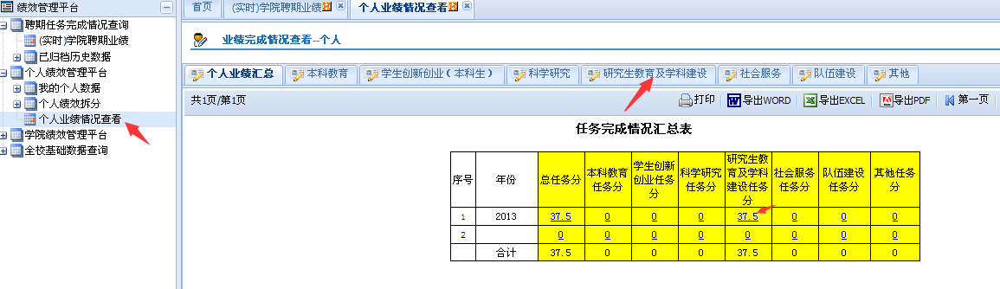 绩效管理平台
聘期任务完成情况查询
(实时)学院聘期业绩
已归档历史数据
个人绩效管理平台
我的个人数据
个人绩效拆分
个人业绩情况查看
学院绩效管理平台
全校基础数据查询
首页
(实时)学院聘期业绩
个人业绩情况查看
业绩完成情况查看--个人
个人业绩汇总 本科教育 学生创新创业(本科生) 科学研究 研究生教育及学科建设 社会服务 队伍建设 其他
共1页/第1页 打印 导出WORD 导出EXCEL 导出PDF 第一页
任务完成情况汇总表
序号 年份 总任务分 本科教育任务分 学生创新创业任务分 科学研究任务分 研究生教育及学科建设任务分 社会服务任务分 队伍建设任务分 其他任务分
1 2013 37.5 0 0 0 37.5 0 0 0
2 0 0 0 0 0 0 0 0
合计 37.5 0 0 0 37.5 0 0 0